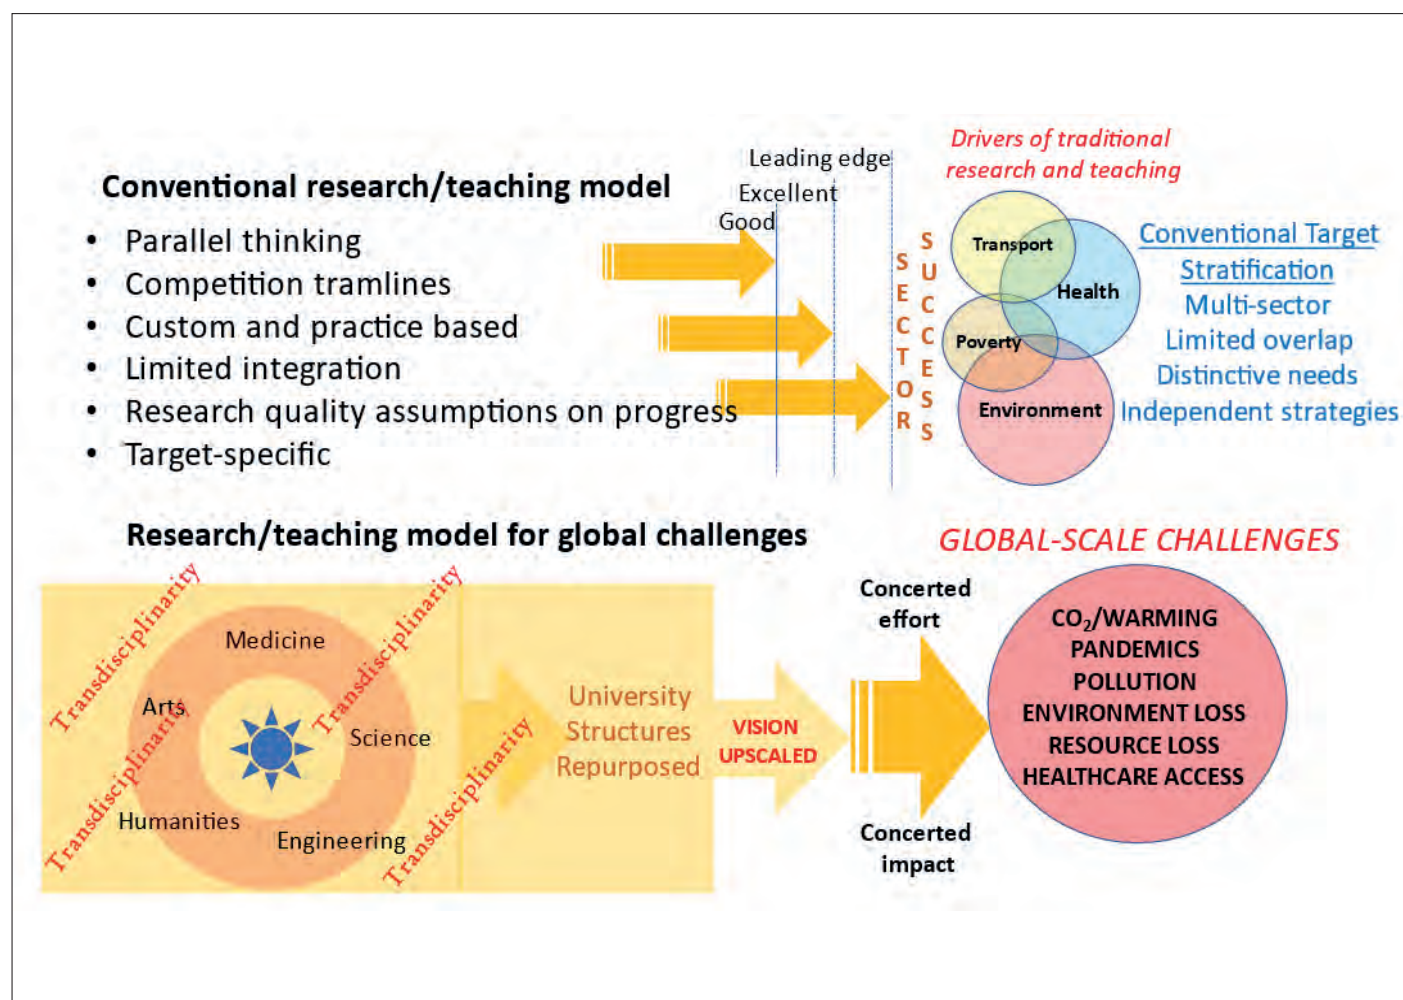 Conventional research/teaching model
• Parallel thinking
• Competition tramlines
• Custom and practice based
• Limited integration
• Research quality assumptions on progress
• Target-specific
Leading edge
Excellent
Good
SECTOR
SUCCESS
Drivers of traditional
research and teaching
Transport
Health
Poverty
Environment
Conventional Target
Stratification
Multi-sector
Limited overlap
Distinctive needs
Independent strategies
Research/teaching model for global challenges
Transdisciplinarity
Transdisciplinarity
Transdisciplinarity
Transdisciplinarity
Medicine
Arts
Science
Humanities
Engineering
University
Structures
Repurposed
VISION
UPSCALED
Concerted
effort
Concerted
impact
GLOBAL-SCALE CHALLENGES
CO₂/WARMING
PANDEMICS
POLLUTION
ENVIRONMENT LOSS
RESOURCE LOSS
HEALTHCARE ACCESS